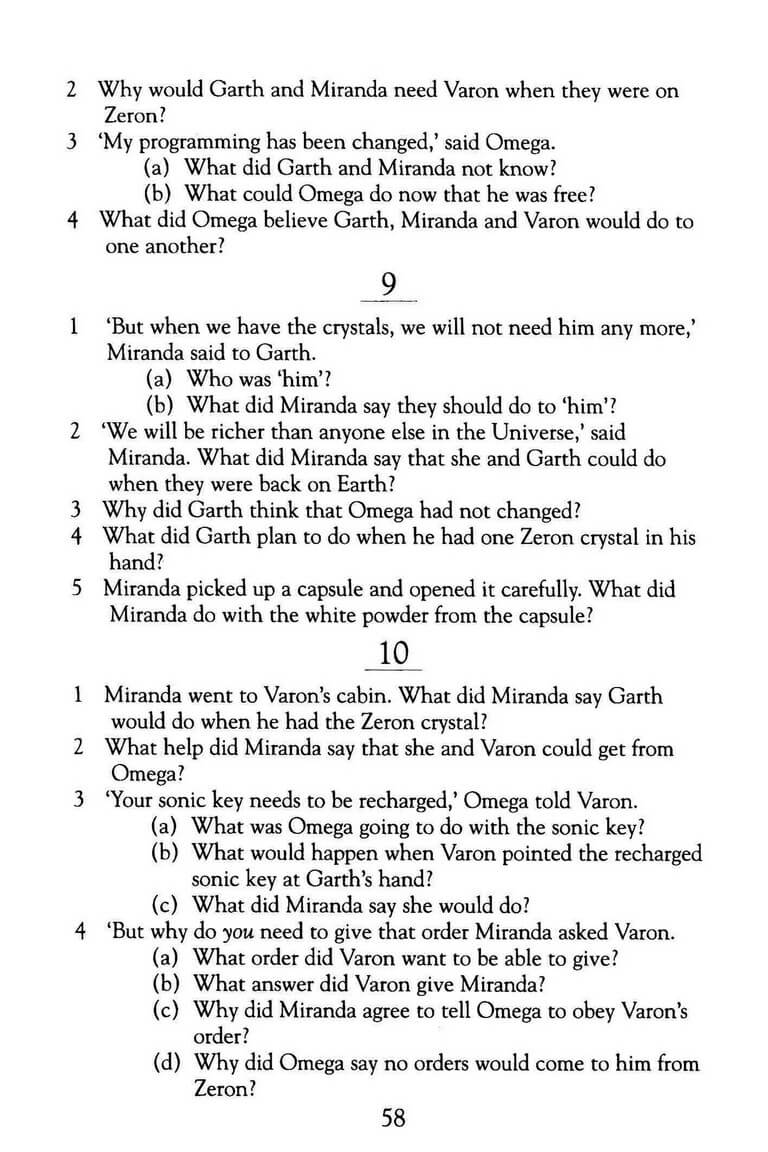 2 Why would Garth and Miranda need Varon when they were on
Zeron?
3 ‘My programming has been changed,’ said Omega.
(a) What did Garth and Miranda not know?
(b) What could Omega do now that he was free?
4 What did Omega believe Garth, Miranda and Varon would do to
one another?
9
1 ‘But when we have the crystals, we will not need him any more,’
Miranda said to Garth.
(a) Who was ‘him’?
(b) What did Miranda say they should do to ‘him’?
2 ‘We will be richer than anyone else in the Universe,’ said
Miranda. What did Miranda say that she and Garth could do
when they were back on Earth?
3 Why did Garth think that Omega had not changed?
4 What did Garth plan to do when he had one Zeron crystal in his
hand?
5 Miranda picked up a capsule and opened it carefully. What did
Miranda do with the white powder from the capsule?
10
1 Miranda went to Varon’s cabin. What did Miranda say Garth
would do when he had the Zeron crystal?
2 What help did Miranda say that she and Varon could get from
Omega?
3 ‘Your sonic key needs to be recharged,’ Omega told Varon.
(a) What was Omega going to do with the sonic key?
(b) What would happen when Varon pointed the recharged
sonic key at Garth’s hand?
(c) What did Miranda say she would do?
4 ‘But why do you need to give that order Miranda asked Varon.
(a) What order did Varon want to be able to give?
(b) What answer did Varon give Miranda?
(c) Why did Miranda agree to tell Omega to obey Varon’s
order?
(d) Why did Omega say no orders would come to him from
Zeron?
58